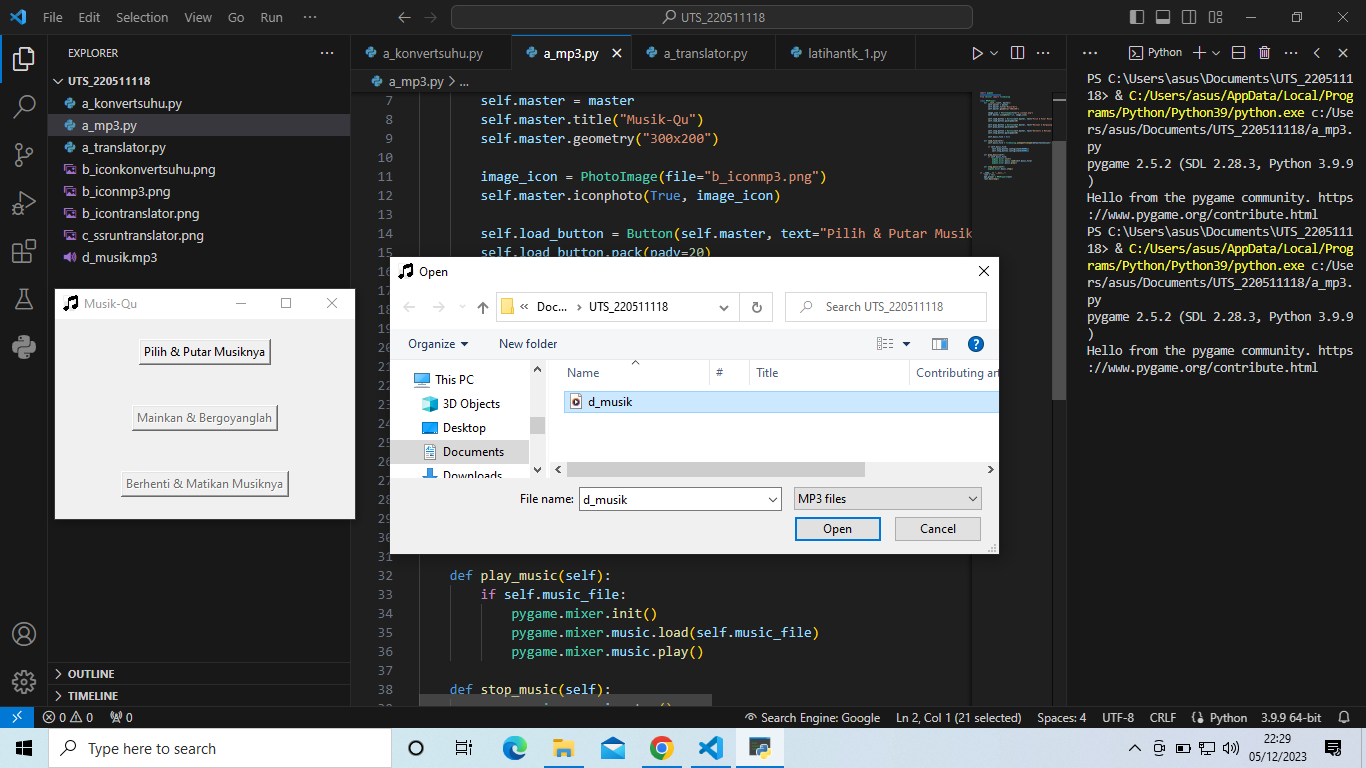 File Edit Selection View Go Run ···
UTS_220511118
EXPLORER
UTS_220511118
a_konvertsuhu.py
a_mp3.py
a_translator.py
b_iconkonvertsuhu.png
b_iconmp3.png
b_icontranslator.png
c_ssruntranslator.png
d_musik.mp3
OUTLINE
TIMELINE
Musik-Qu
Pilih & Putar Musiknya
Mainkan & Bergoyanglah
Berhenti & Matikan Musiknya
a_konvertsuhu.py a_mp3.py a_translator.py latihantk_1.py
a_mp3.py > ...
7 self.master = master
8 self.master.title("Musik-Qu")
9 self.master.geometry("300x200")
10
11 image_icon = PhotoImage(file="b_iconmp3.png")
12 self.master.iconphoto(True, image_icon)
13
14 self.load_button = Button(self.master, text="Pilih & Putar Musik
15 self.load_button.pack(pady=20)
16
17
18
19
20
21
22
23
24
25
26
27
28
29
30
31
32 def play_music(self):
33 if self.music_file:
34 pygame.mixer.init()
35 pygame.mixer.music.load(self.music_file)
36 pygame.mixer.music.play()
37
38 def stop_music(self):
Open
« Doc... > UTS_220511118
Search UTS_220511118
Organize New folder
This PC
3D Objects
Desktop
Documents
Downloads
Name # Title Contributing art
d_musik
File name: d_musik MP3 files
Open Cancel
Python
PS C:\Users\asus\Documents\UTS_2205111
18> & C:/Users/asus/AppData/Local/Prog
rams/Python/Python39/python.exe c:/Use
rs/asus/Documents/UTS_220511118/a_mp3.
py
pygame 2.5.2 (SDL 2.28.3, Python 3.9.9
)
Hello from the pygame community. https
://www.pygame.org/contribute.html
PS C:\Users\asus\Documents\UTS_2205111
18> & C:/Users/asus/AppData/Local/Prog
rams/Python/Python39/python.exe c:/Use
rs/asus/Documents/UTS_220511118/a_mp3.
py
pygame 2.5.2 (SDL 2.28.3, Python 3.9.9
)
Hello from the pygame community. https
://www.pygame.org/contribute.html
0 0 0 Search Engine: Google Ln 2, Col 1 (21 selected) Spaces: 4 UTF-8 CRLF Python 3.9.9 64-bit
Type here to search
22:29
05/12/2023